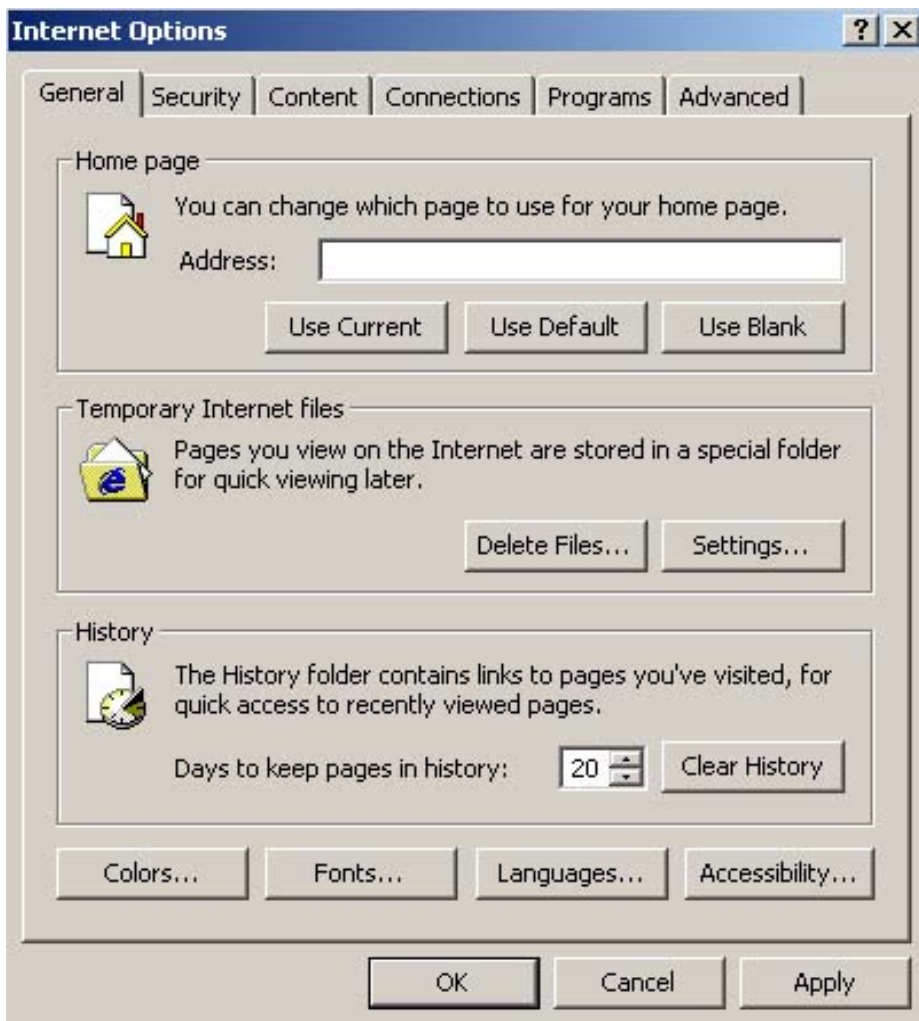 Internet Options
General Security Content Connections Programs Advanced
Home page
You can change which page to use for your home page.
Address:
Use Current Use Default Use Blank
Temporary Internet files
Pages you view on the Internet are stored in a special folder
for quick viewing later.
Delete Files... Settings...
History
The History folder contains links to pages you've visited, for
quick access to recently viewed pages.
Days to keep pages in history: 20 Clear History
Colors... Fonts... Languages... Accessibility...
OK Cancel Apply